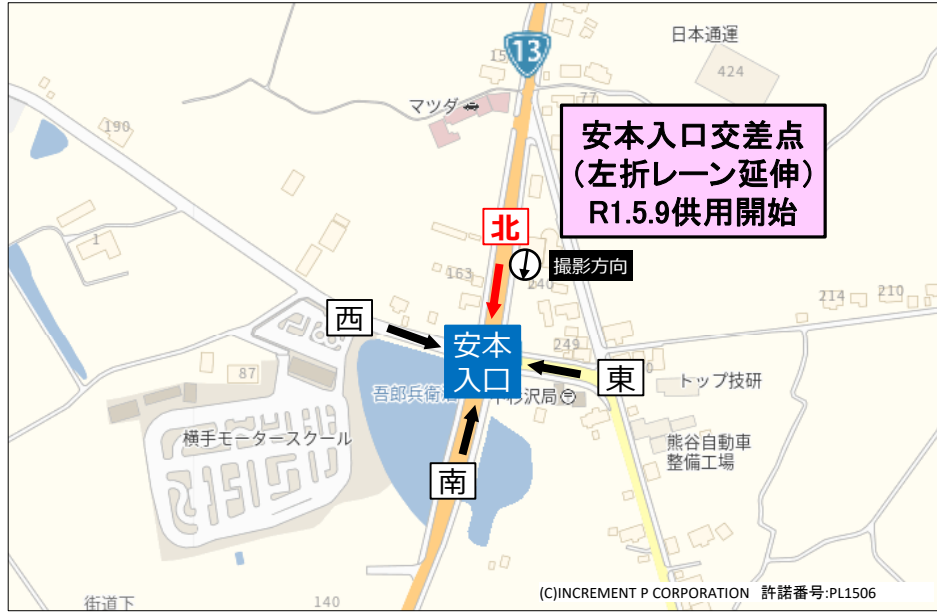 日本通運
13
15
424
77
マツダ
190
安本入口交差点
（左折レーン延伸）
R1.5.9供用開始
北
撮影方向
1
163
240
214
210
西
安本
入口
249
東
87
吾郎兵衛
杉沢局
トップ技研
横手モータースクール
熊谷自動車
整備工場
南
(C)INCREMENT P CORPORATION 許諾番号:PL1506
街道下
140